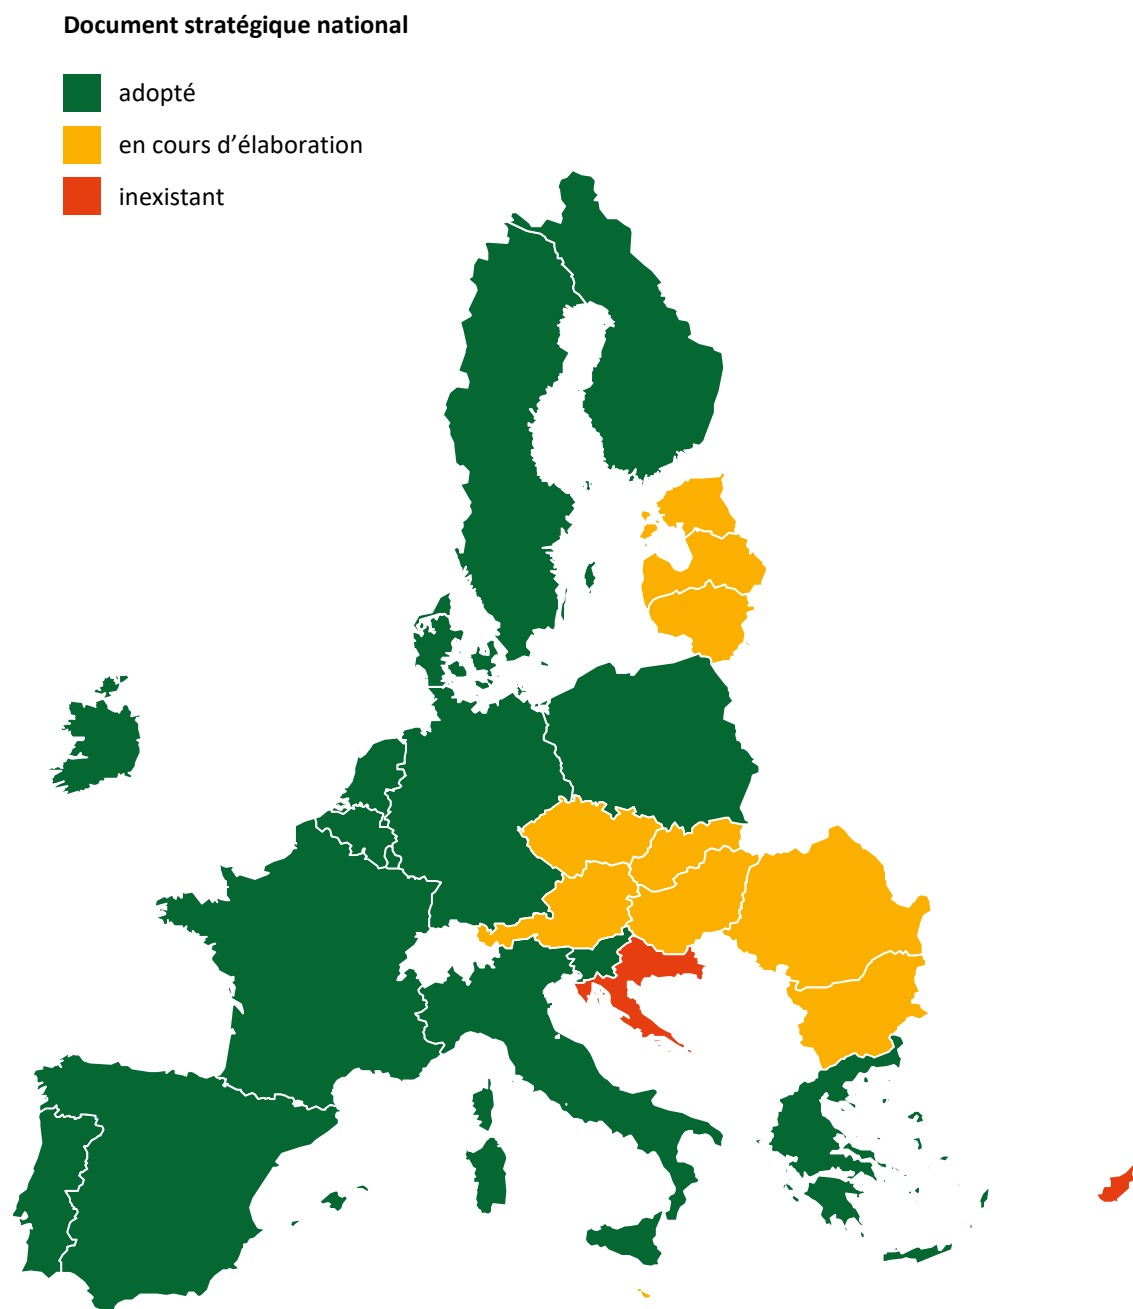 Document stratégique national
adopté
en cours d’élaboration
inexistant